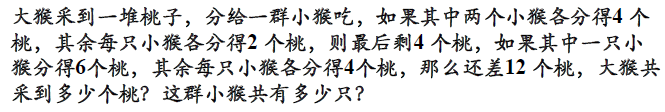 大猴采到一堆桃子，分给一群小猴吃，如果其中两个小猴各分得4 个
桃，其余每只小猴各分得2 个桃，则最后剩4 个桃，如果其中一只小
猴分得6个桃，其余每只小猴各分得4个桃，那么还差12 个桃，大猴共
采到多少个桃？这群小猴共有多少只？